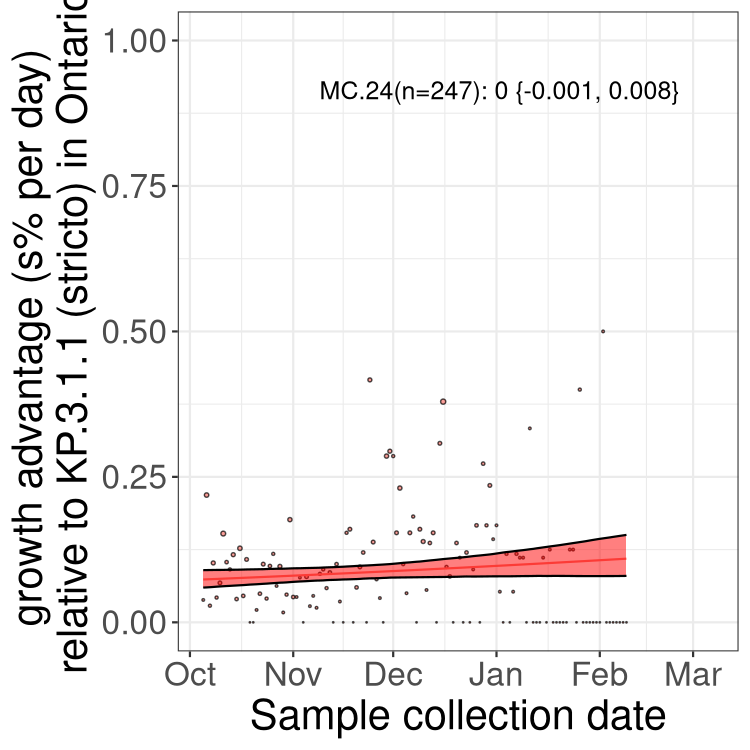 growth advantage (s% per day)
relative to KP.3.1.1 (stricto) in Ontario
1.00
0.75
0.50
0.25
0.00
MC.24(n=247): 0 {-0.001, 0.008}
Oct Nov Dec Jan Feb Mar
Sample collection date